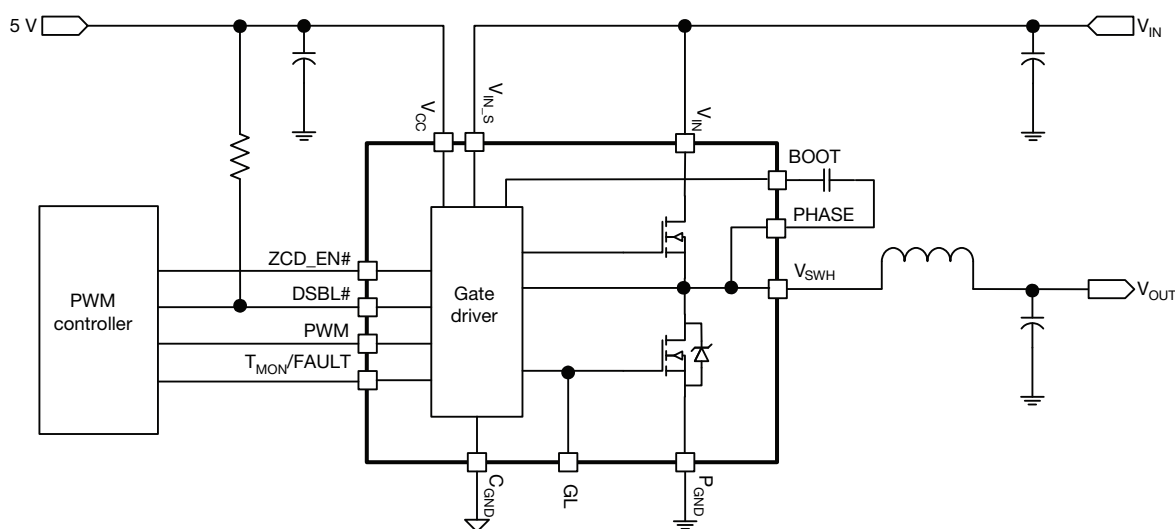 5 V
V_IN
V_CC
V_IN_S
V_IN
BOOT
PHASE
ZCD_EN#
V_SWH
DSBL#
Gate
driver
PWM
controller
PWM
V_OUT
T_MON/FAULT
C_GND
GL
P_GND